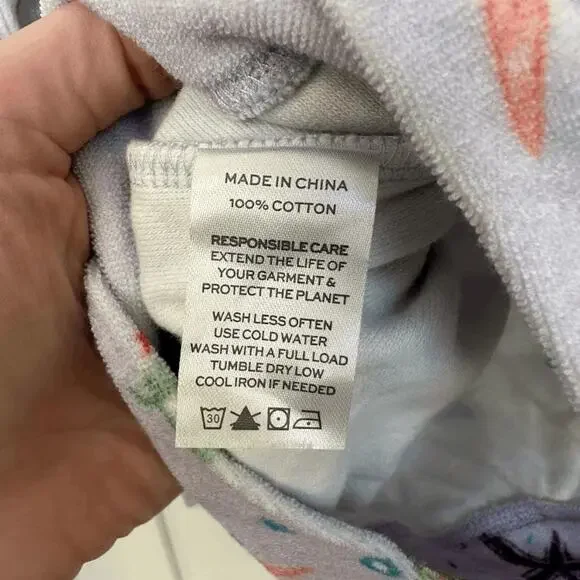 MADE IN CHINA
100% COTTON
RESPONSIBLE CARE
EXTEND THE LIFE OF
YOUR GARMENT &
PROTECT THE PLANET
WASH LESS OFTEN
USE COLD WATER
WASH WITH A FULL LOAD
TUMBLE DRY LOW
COOL IRON IF NEEDED
30